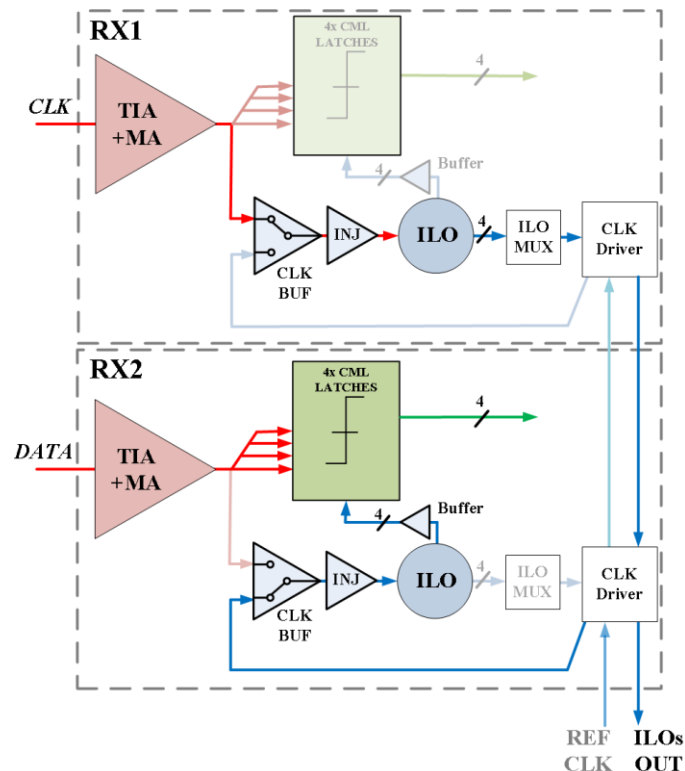 RX1
4x CML
LATCHES
CLK
TIA
+MA
4
4
Buffer
INJ
ILO
4
ILO
MUX
CLK
Driver
CLK
BUF
RX2
4x CML
LATCHES
DATA
TIA
+MA
4
4
Buffer
INJ
ILO
4
ILO
MUX
CLK
Driver
CLK
BUF
REF ILOs
CLK OUT